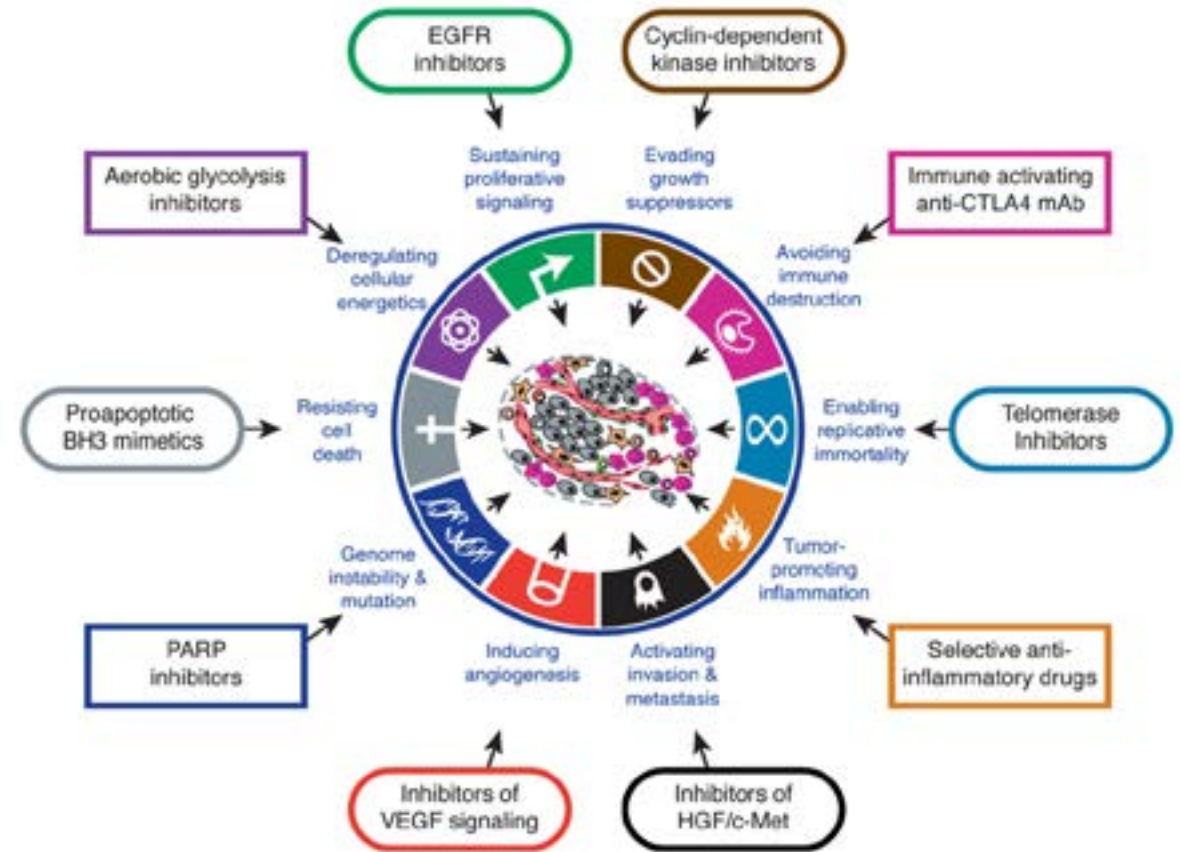 EGFR
inhibitors
Cyclin-dependent
kinase inhibitors
Sustaining
proliferative
signaling
Evading
growth
suppressors
Aerobic glycolysis
inhibitors
Immune activating
anti-CTLA4 mAb
Deregulating
cellular
energetics
Avoiding
immune
destruction
Proapoptotic
BH3 mimetics
Resisting
cell
death
Enabling
replicative
immortality
Telomerase
Inhibitors
Genome
instability &
mutation
Tumor-
promoting
inflammation
PARP
inhibitors
Inducing
angiogenesis
Activating
invasion &
metastasis
Selective anti-
inflammatory drugs
Inhibitors of
VEGF signaling
Inhibitors of
HGF/c-Met